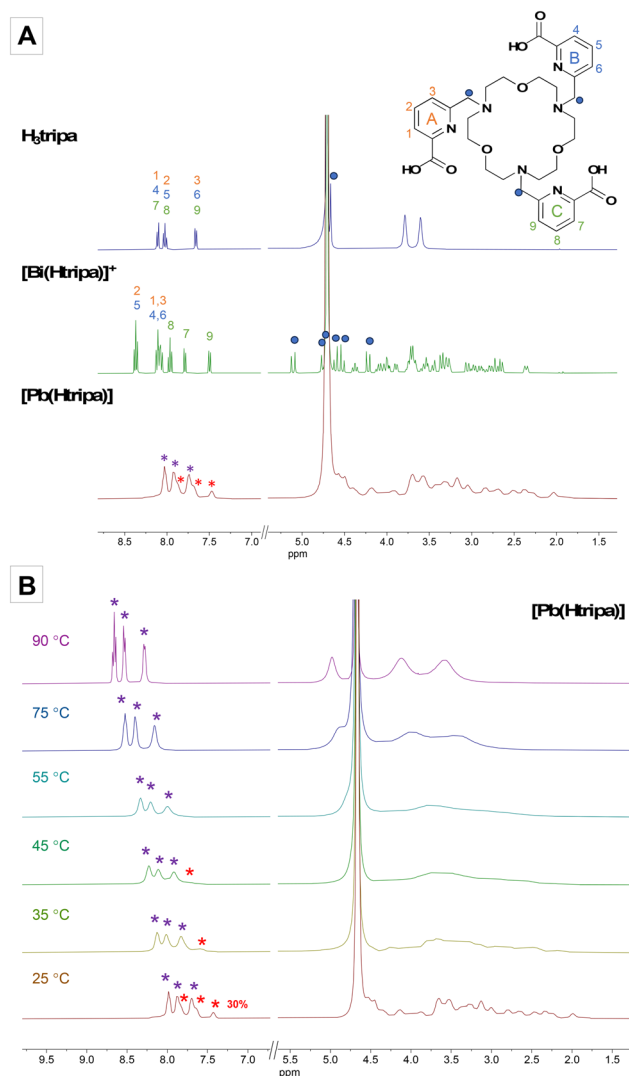 A
H₃tripa
O
HO
4
B
5
N
6
O
N
N
3
2
A
N
1
O
HO
O
O
N
O
HO
N
C
9
7
8
1 2 3
4 5 6
7 8 9
[Bi(Htripa)]⁺
2 1,3
5 4,6 8 7 9
[Pb(Htripa)]
* * * * *
8.5 8.0 7.5 7.0 // 5.0 4.5 4.0 3.5 3.0 2.5 2.0 1.5
ppm
B
[Pb(Htripa)]
90 °C * * *
75 °C * * *
55 °C * * *
45 °C * * * *
35 °C * * * *
25 °C * * * * * * 30%
9.5 9.0 8.5 8.0 7.5 7.0 // 5.5 5.0 4.5 4.0 3.5 3.0 2.5 2.0 1.5
ppm